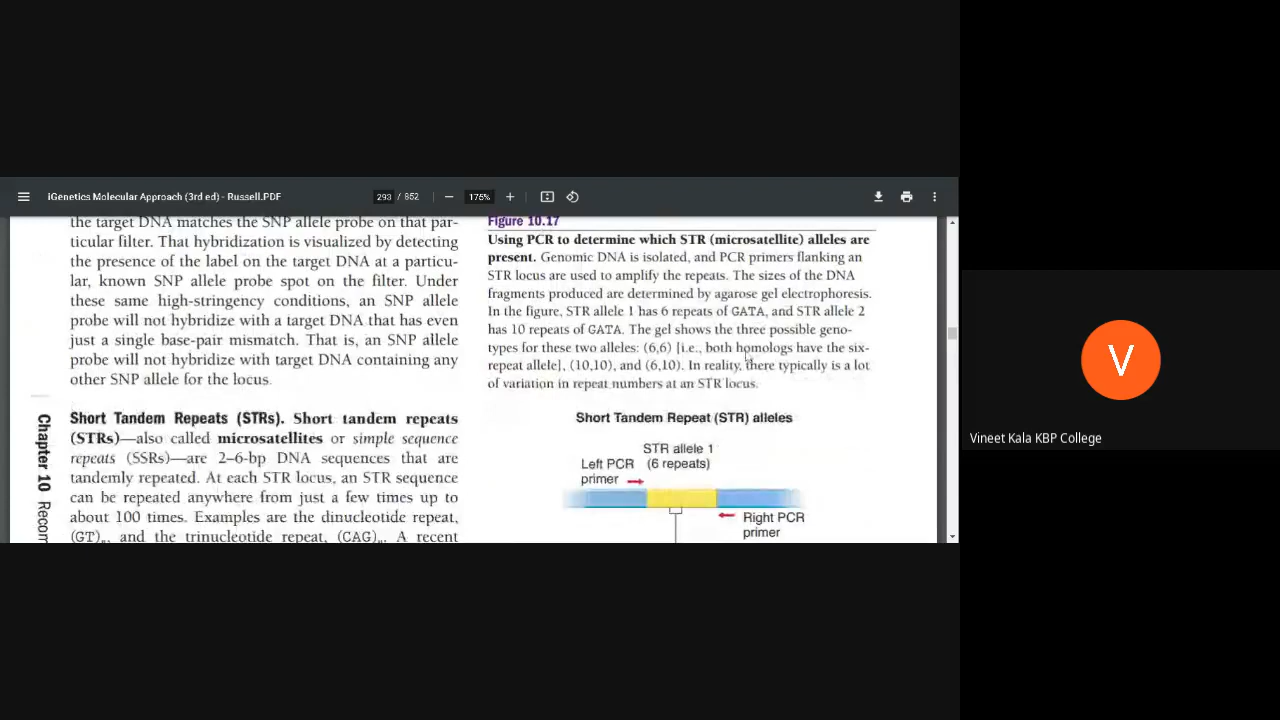 iGenetics Molecular Approach (3rd ed) - Russell.PDF
293 / 852
175%
the target DNA matches the SNP allele probe on that par-
ticular filter. That hybridization is visualized by detecting
the presence of the label on the target DNA at a particu-
lar, known SNP allele probe spot on the filter. Under
these same high-stringency conditions, an SNP allele
probe will not hybridize with a target DNA that has even
just a single base-pair mismatch. That is, an SNP allele
probe will not hybridize with target DNA containing any
other SNP allele for the locus.
Short Tandem Repeats (STRs). Short tandem repeats
(STRs)—also called microsatellites or simple sequence
repeats (SSRs)—are 2–6-bp DNA sequences that are
tandemly repeated. At each STR locus, an STR sequence
can be repeated anywhere from just a few times up to
about 100 times. Examples are the dinucleotide repeat,
(GT)n, and the trinucleotide repeat, (CAG)n. A recent
Chapter 10 Recom
Figure 10.17
Using PCR to determine which STR (microsatellite) alleles are
present. Genomic DNA is isolated, and PCR primers flanking an
STR locus are used to amplify the repeats. The sizes of the DNA
fragments produced are determined by agarose gel electrophoresis.
In the figure, STR allele 1 has 6 repeats of GATA, and STR allele 2
has 10 repeats of GATA. The gel shows the three possible geno-
types for these two alleles: (6,6) [i.e., both homologs have the six-
repeat allele], (10,10), and (6,10). In reality, there typically is a lot
of variation in repeat numbers at an STR locus.
Short Tandem Repeat (STR) alleles
STR allele 1
(6 repeats)
Left PCR
primer
Right PCR
primer
V
Vineet Kala KBP College